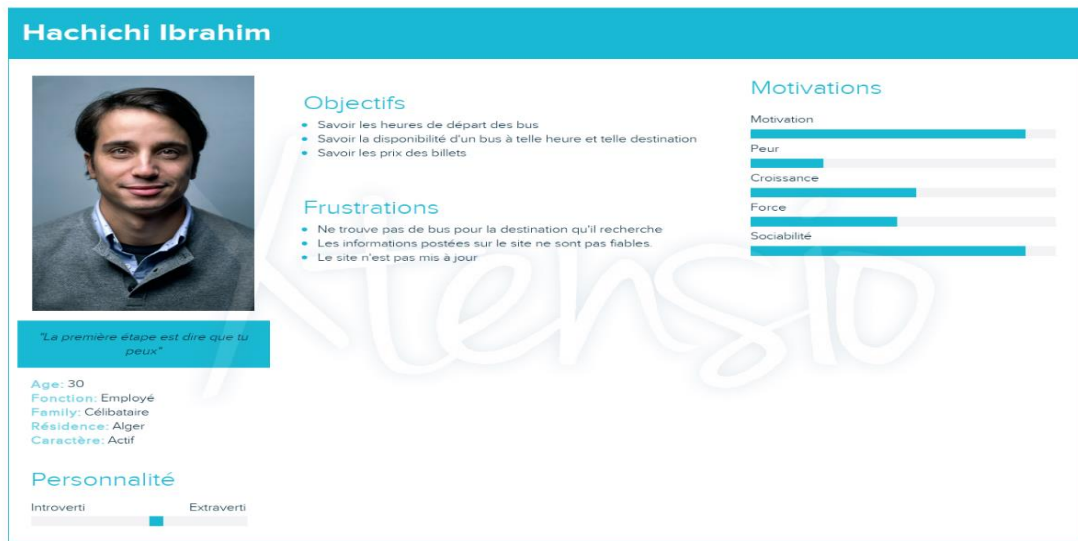 Hachichi Ibrahim
"La première étape est dire que tu
peux"
Age: 30
Fonction: Employé
Family: Célibataire
Résidence: Alger
Caractère: Actif
Personnalité
Introverti Extraverti
Objectifs
Savoir les heures de départ des bus
Savoir la disponibilité d'un bus à telle heure et telle destination
Savoir les prix des billets
Frustrations
Ne trouve pas de bus pour la destination qu'il recherche
Les informations postées sur le site ne sont pas fiables.
Le site n'est pas mis à jour
Motivations
Motivation
Peur
Croissance
Force
Sociabilité
Xtensio